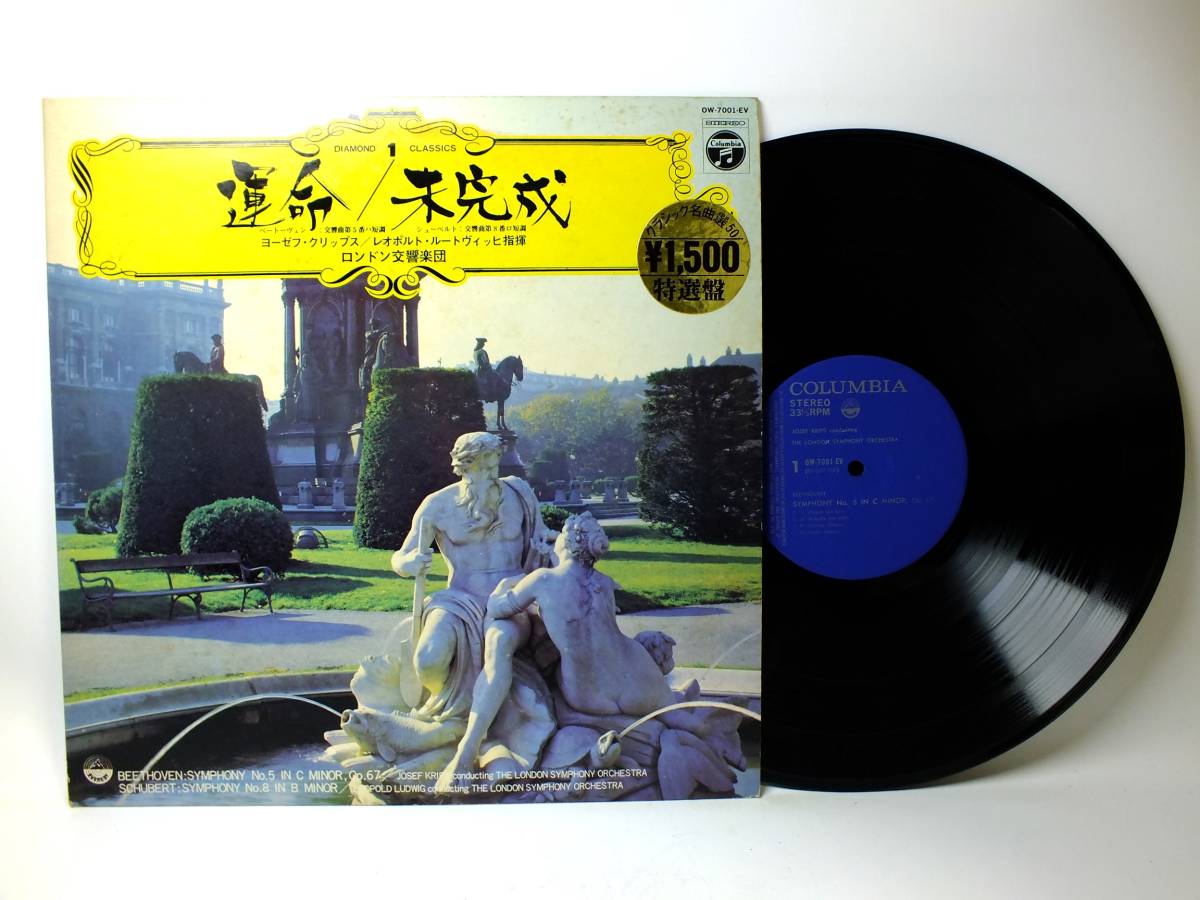 OW-7001-EV
STEREO
Columbia
DIAMOND 1 CLASSICS
運命/未完成
ベートーヴェン:交響曲第5番ハ短調 シューベルト:交響曲第8番ロ短調
ヨーゼフ・クリップス/レオポルト・ルートヴィッヒ指揮
ロンドン交響楽団
クラシック名曲選50
¥1,500
特選盤
BEETHOVEN:SYMPHONY No.5 IN C MINOR, Op.67 / JOSEF KRIPS conducting THE LONDON SYMPHONY ORCHESTRA
SCHUBERT:SYMPHONY No.8 IN B MINOR / LEOPOLD LUDWIG conducting THE LONDON SYMPHONY ORCHESTRA
COLUMBIA
STEREO
33⅓RPM
JOSEF KRIPS conducting
THE LONDON SYMPHONY ORCHESTRA
1 OW-7001-EV
BEETHOVEN
SYMPHONY No. 5 IN C MINOR, Op. 67